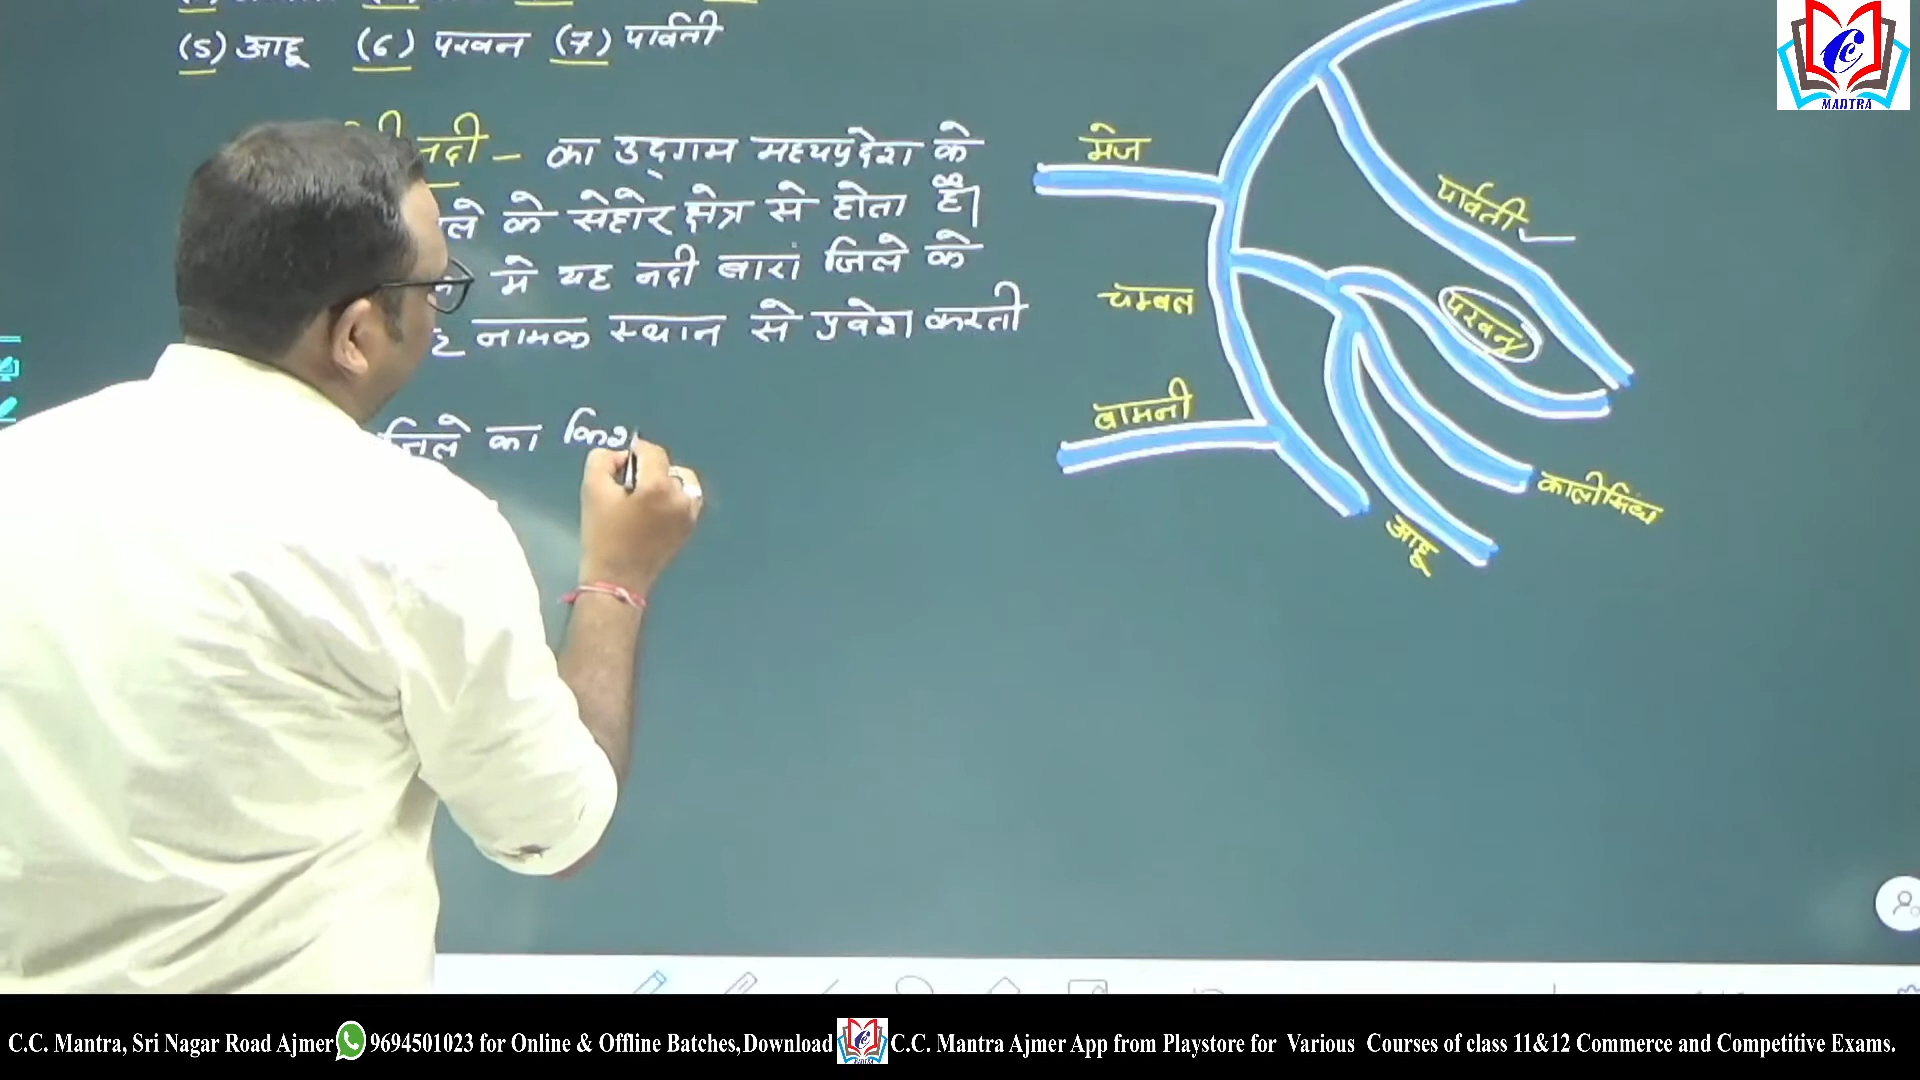 (5) आहू (6) परवन (7) पार्वती
नदी - का उद्गम मध्यप्रदेश के
के सेहोर क्षेत्र से होता है।
में यह नदी बारां जिले के
नामक स्थान से प्रवेश करती
जिले का
मेज
चम्बल
बामनी
पार्वती
परवन
कालीसिंध
आहू
CC
MANTRA
C.C. Mantra, Sri Nagar Road Ajmer 9694501023 for Online & Offline Batches, Download C.C. Mantra Ajmer App from Playstore for Various Courses of class 11&12 Commerce and Competitive Exams.